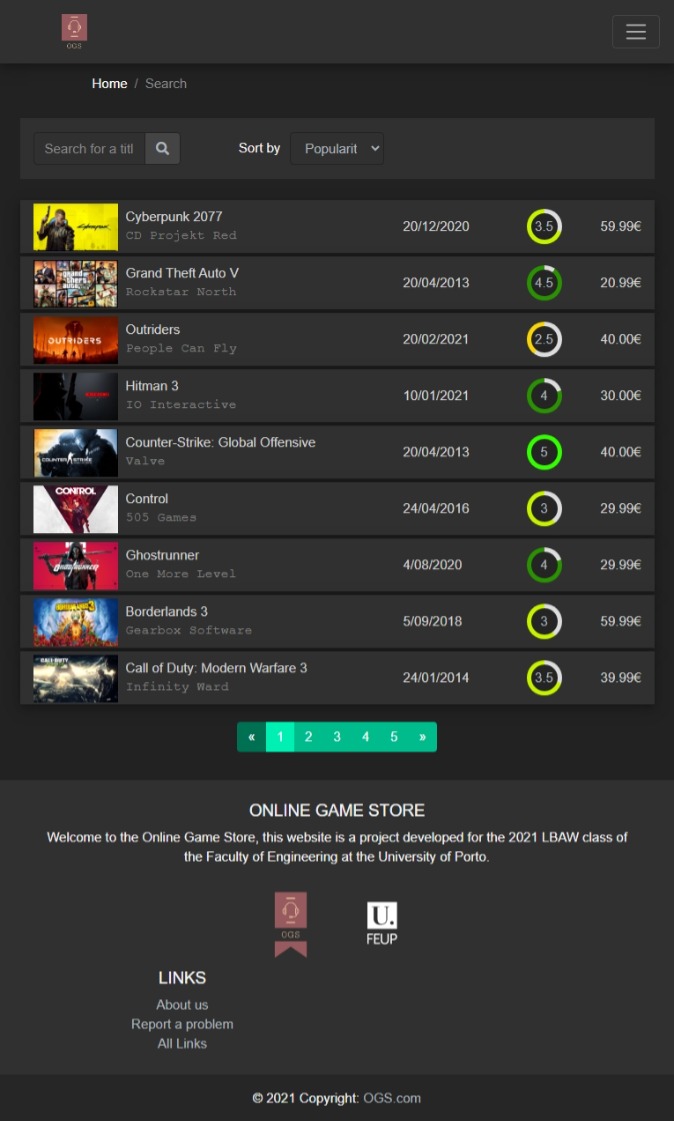 OGS
Home / Search
Search for a titl
Sort by
Popularit
Cyberpunk 2077
CD Projekt Red
20/12/2020
3.5
59.99€
Grand Theft Auto V
Rockstar North
20/04/2013
4.5
20.99€
OUTRIDERS
Outriders
People Can Fly
20/02/2021
2.5
40.00€
Hitman 3
IO Interactive
10/01/2021
4
30.00€
COUNTER-STRIKE
Counter-Strike: Global Offensive
Valve
20/04/2013
5
40.00€
CONTROL
Control
505 Games
24/04/2016
3
29.99€
Ghostrunner
One More Level
4/08/2020
4
29.99€
Borderlands 3
Gearbox Software
5/09/2018
3
59.99€
CALL OF DUTY
Call of Duty: Modern Warfare 3
Infinity Ward
24/01/2014
3.5
39.99€
« 1 2 3 4 5 »
ONLINE GAME STORE
Welcome to the Online Game Store, this website is a project developed for the 2021 LBAW class of
the Faculty of Engineering at the University of Porto.
OGS
U.
FEUP
LINKS
About us
Report a problem
All Links
© 2021 Copyright: OGS.com